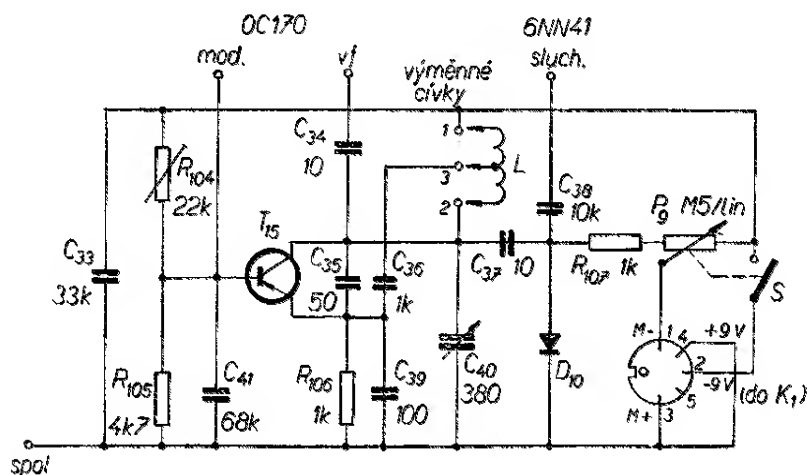 0C170
6NN41
mod.
vf
výměnné
cívky
sluch.
C34
10
1
3
2
L
R104
22k
T15
C38
10k
P9 M5/lin
C33
33k
C35
50
C36
1k
C37
10
R107
1k
S
R105
4k7
C41
68k
R106
1k
C39
100
C40
380
D10
M-
1
4
+9V
2
-9V
5
M+
3
(do K1)
spol